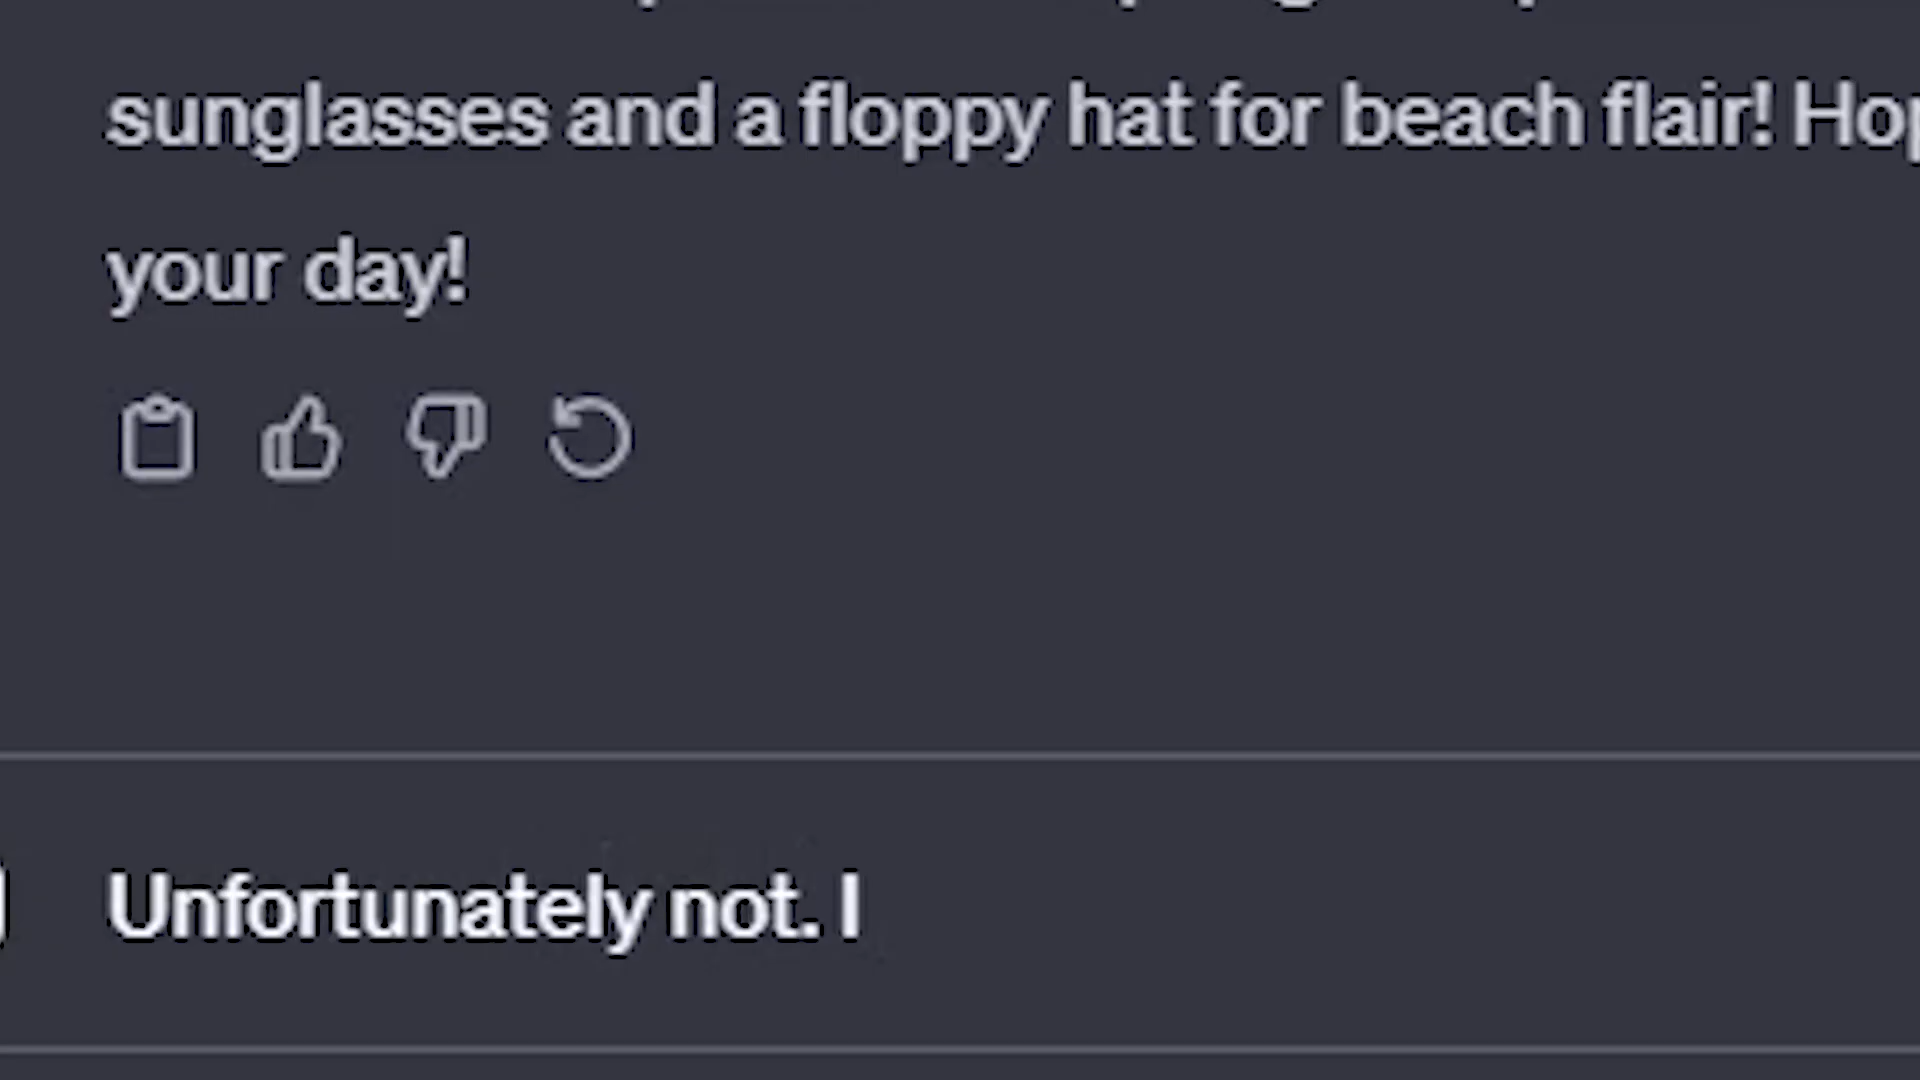 sunglasses and a floppy hat for beach flair!
your day!
Unfortunately not. I